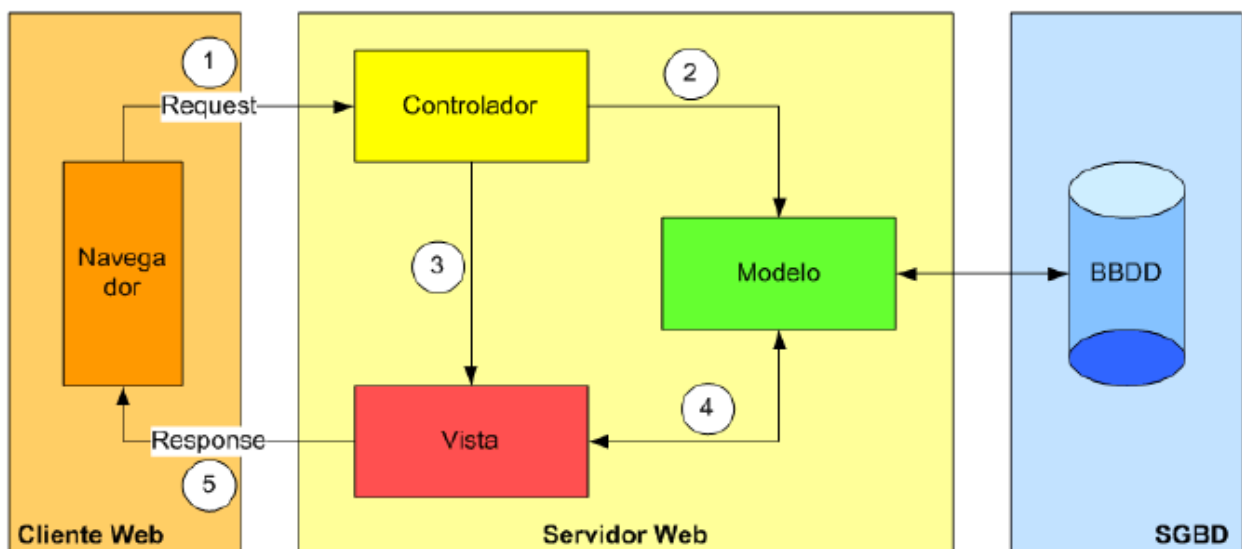 1
Request
Controlador
2
Navega
dor
3
Modelo
BBDD
4
Vista
Response
5
Cliente Web
Servidor Web
SGBD